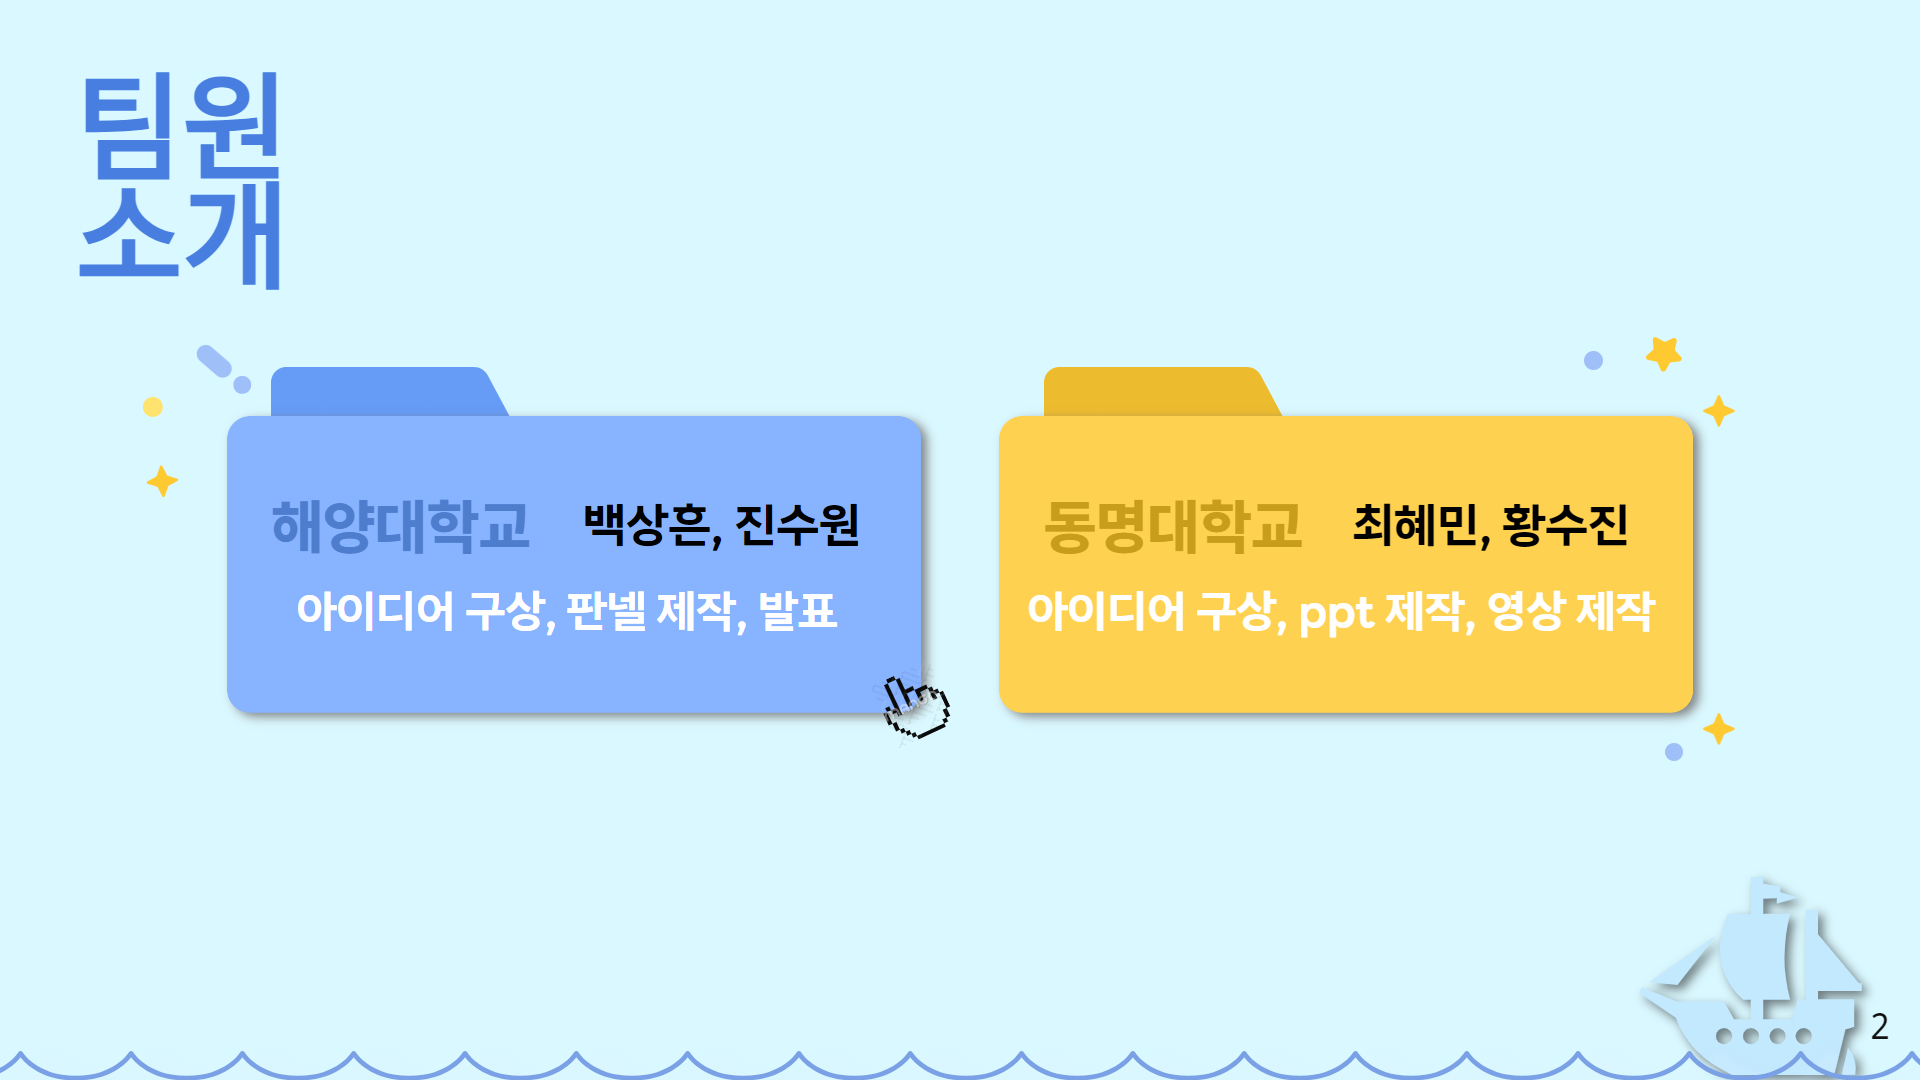 팀원
소개
해양대학교 백상흔, 진수원
아이디어 구상, 판넬 제작, 발표
동명대학교 최혜민, 황수진
아이디어 구상, ppt 제작, 영상 제작
2